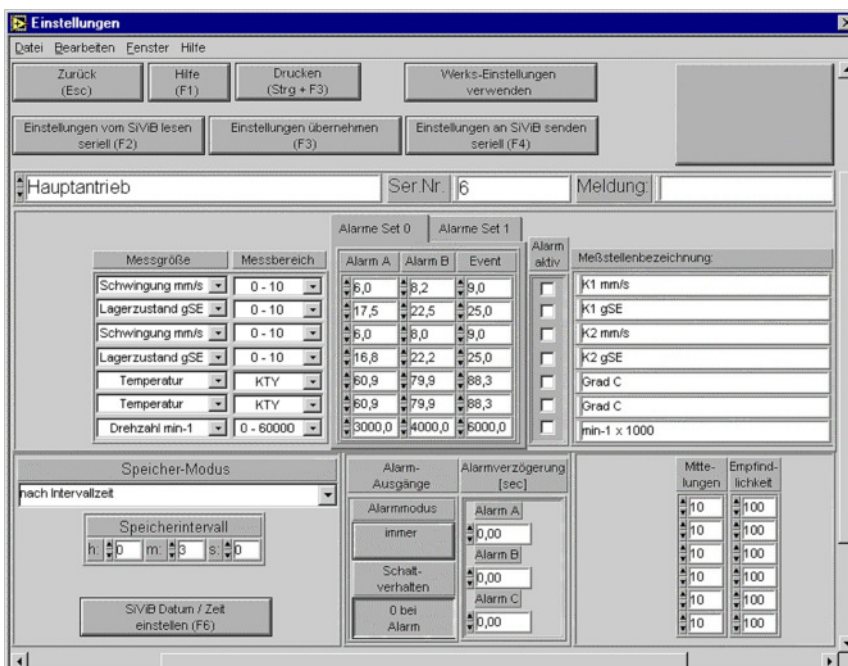 Einstellungen
Datei Bearbeiten Fenster Hilfe
Zurück
(Esc)
Hilfe
(F1)
Drucken
(Strg + F3)
Werks-Einstellungen
verwenden
Einstellungen vom SiViB lesen
seriell (F2)
Einstellungen übernehmen
(F3)
Einstellungen an SiViB senden
seriell (F4)
Hauptantrieb Ser.Nr. 6 Meldung:
Alarme Set 0 Alarme Set 1
Messgröße Messbereich Alarm A Alarm B Event Alarm
aktiv Meßstellenbezeichnung:
Schwingung mm/s 0 - 10 6,0 8,2 9,0 K1 mm/s
Lagerzustand gSE 0 - 10 17,5 22,5 25,0 K1 gSE
Schwingung mm/s 0 - 10 6,0 8,0 9,0 K2 mm/s
Lagerzustand gSE 0 - 10 16,8 22,2 25,0 K2 gSE
Temperatur KTY 60,9 79,9 88,3 Grad C
Temperatur KTY 60,9 79,9 88,3 Grad C
Drehzahl min-1 0 - 60000 3000,0 4000,0 6000,0 min-1 x 1000
Speicher-Modus
nach Intervallzeit
Speicherintervall
h: 0 m: 3 s: 0
SiViB Datum / Zeit
einstellen (F6)
Alarm-
Ausgänge
Alarmmodus
immer
Schalt-
verhalten
0 bei
Alarm
Alarmverzögerung
[sec]
Alarm A
0,00
Alarm B
0,00
Alarm C
0,00
Mitte-
lungen
Empfind-
lichkeit
10 100
10 100
10 100
10 100
10 100
10 100